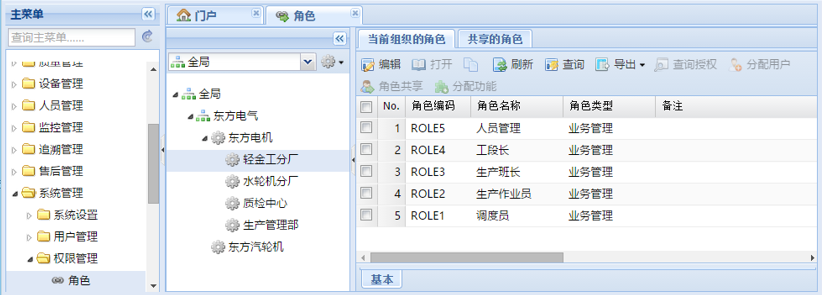 主菜单
查询主菜单......
质量管理
设备管理
人员管理
监控管理
追溯管理
售后管理
系统管理
系统设置
用户管理
权限管理
角色
门户
角色
全局
全局
东方电气
东方电机
轻金工分厂
水轮机分厂
质检中心
生产管理部
东方汽轮机
当前组织的角色 共享的角色
编辑 打开 刷新 查询 导出 查询授权 分配用户
角色共享 分配功能
No. 角色编码 角色名称 角色类型 备注
1 ROLE5 人员管理 业务管理
2 ROLE4 工段长 业务管理
3 ROLE3 生产班长 业务管理
4 ROLE2 生产作业员 业务管理
5 ROLE1 调度员 业务管理
基本